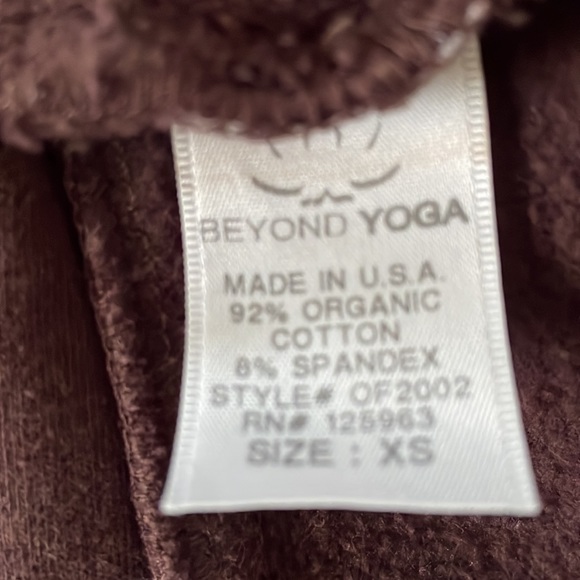 BEYOND YOGA
MADE IN U.S.A.
92% ORGANIC
COTTON
8% SPANDEX
STYLE# OF2002
RN# 125963
SIZE : XS